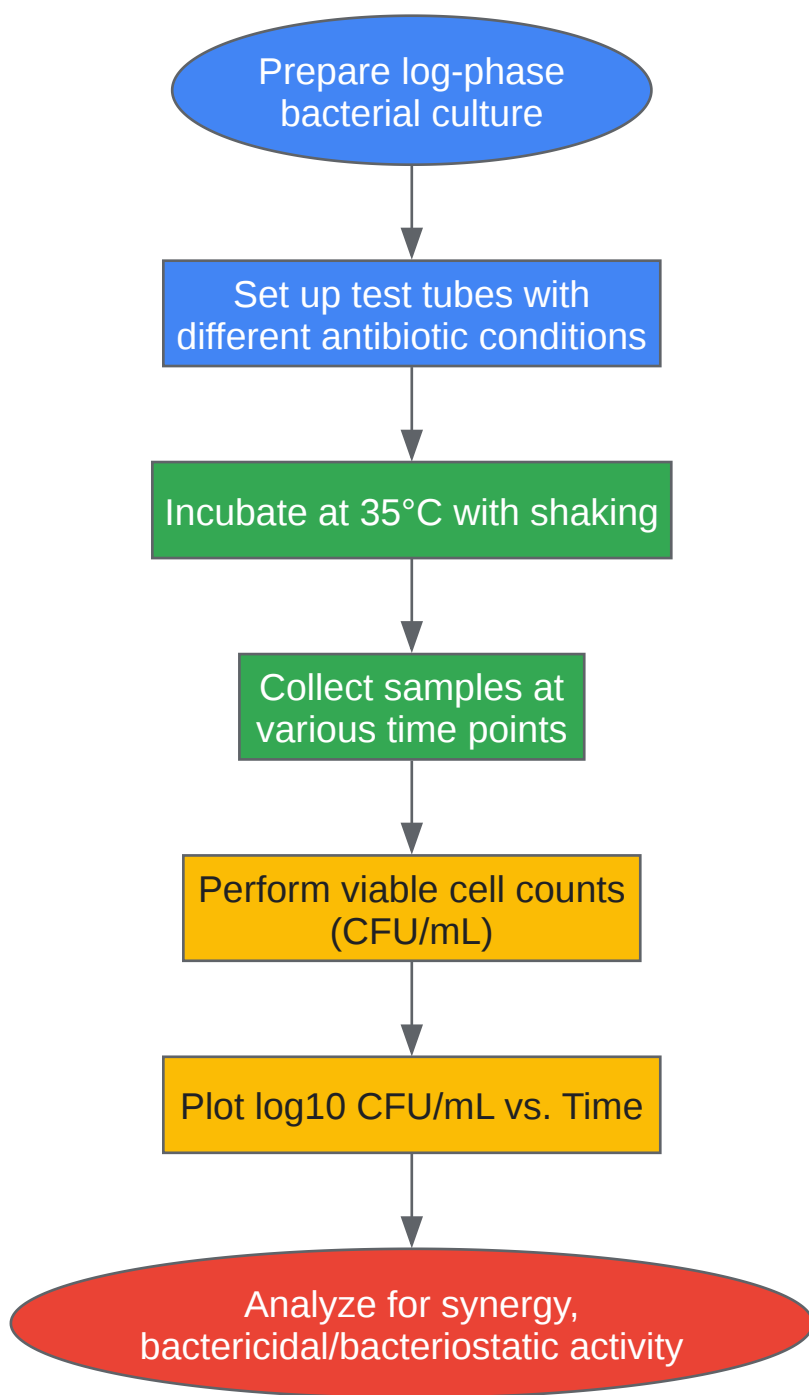 Prepare log-phase
bacterial culture
Set up test tubes with
different antibiotic conditions
Incubate at 35°C with shaking
Collect samples at
various time points
Perform viable cell counts
(CFU/mL)
Plot log10 CFU/mL vs. Time
Analyze for synergy,
bactericidal/bacteriostatic activity